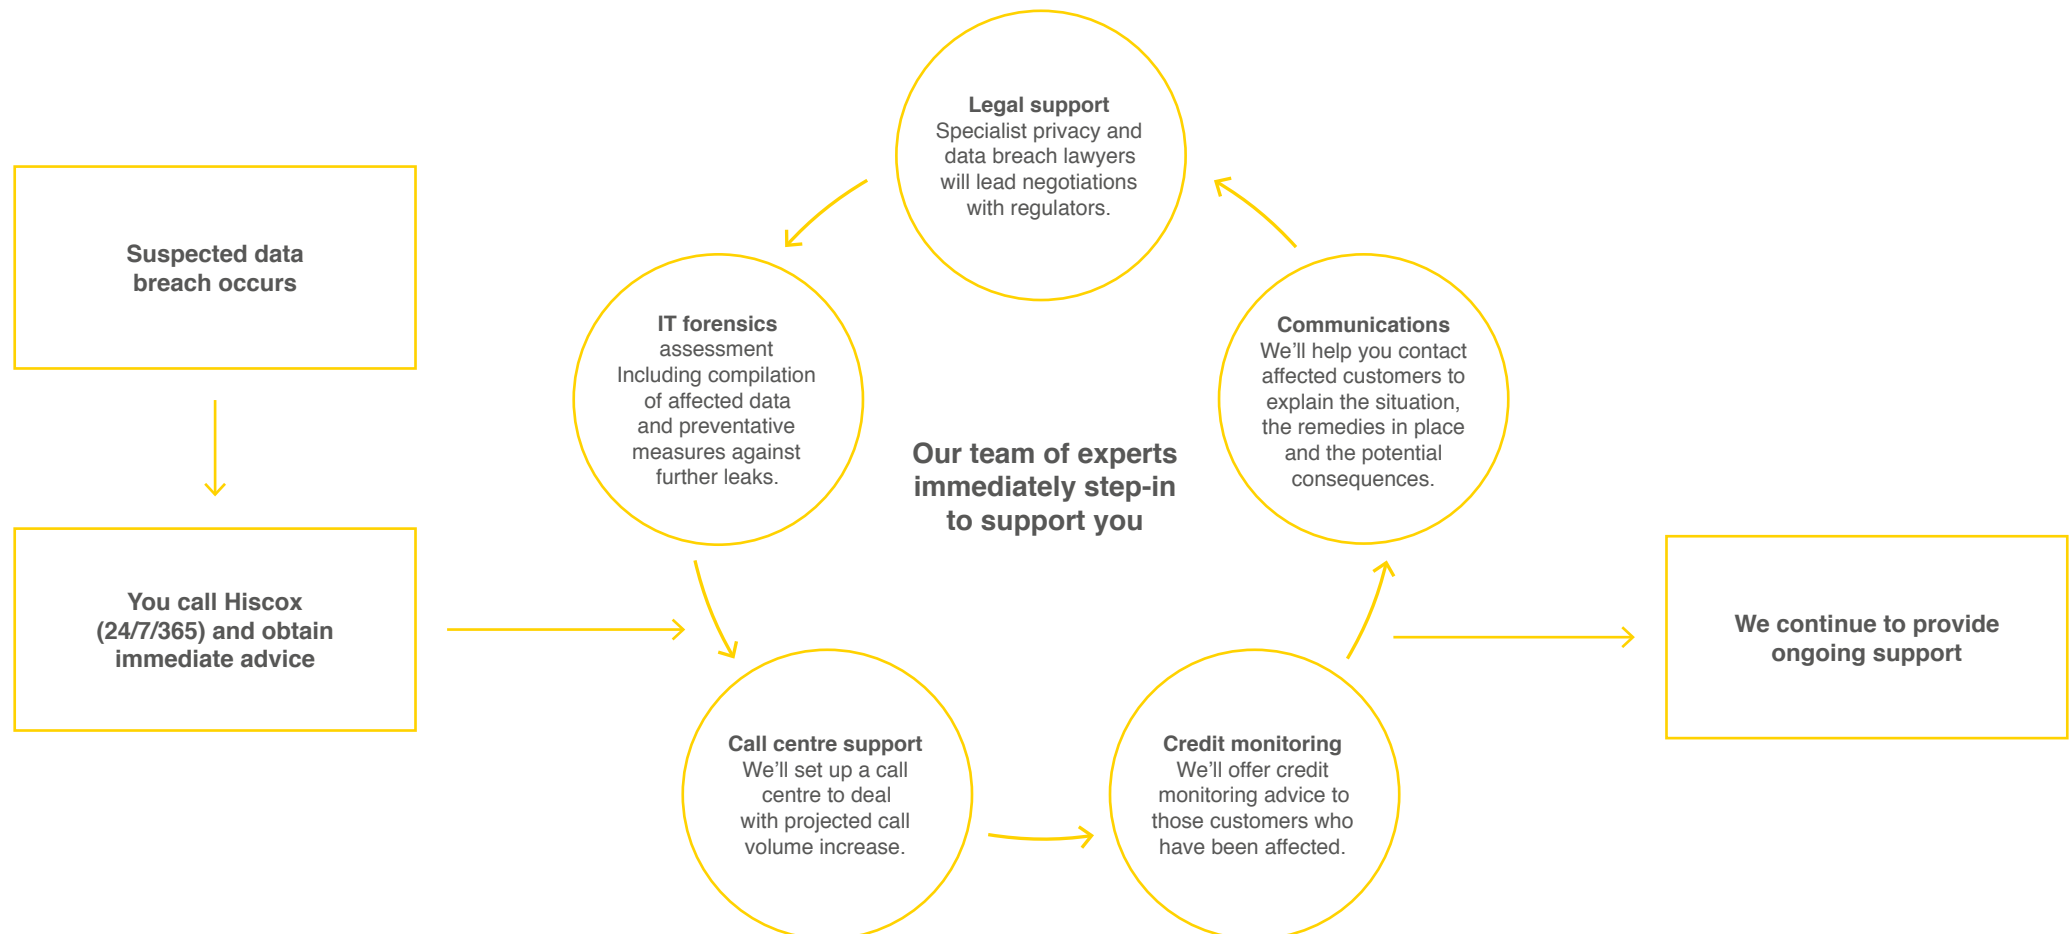 Suspected data
breach occurs
You call Hiscox
(24/7/365) and obtain
immediate advice
Legal support
Specialist privacy and
data breach lawyers
will lead negotiations
with regulators.
IT forensics
assessment
Including compilation
of affected data
and preventative
measures against
further leaks.
Our team of experts
immediately step-in
to support you
Communications
We’ll help you contact
affected customers to
explain the situation,
the remedies in place
and the potential
consequences.
Call centre support
We’ll set up a call
centre to deal
with projected call
volume increase.
Credit monitoring
We’ll offer credit
monitoring advice to
those customers who
have been affected.
We continue to provide
ongoing support